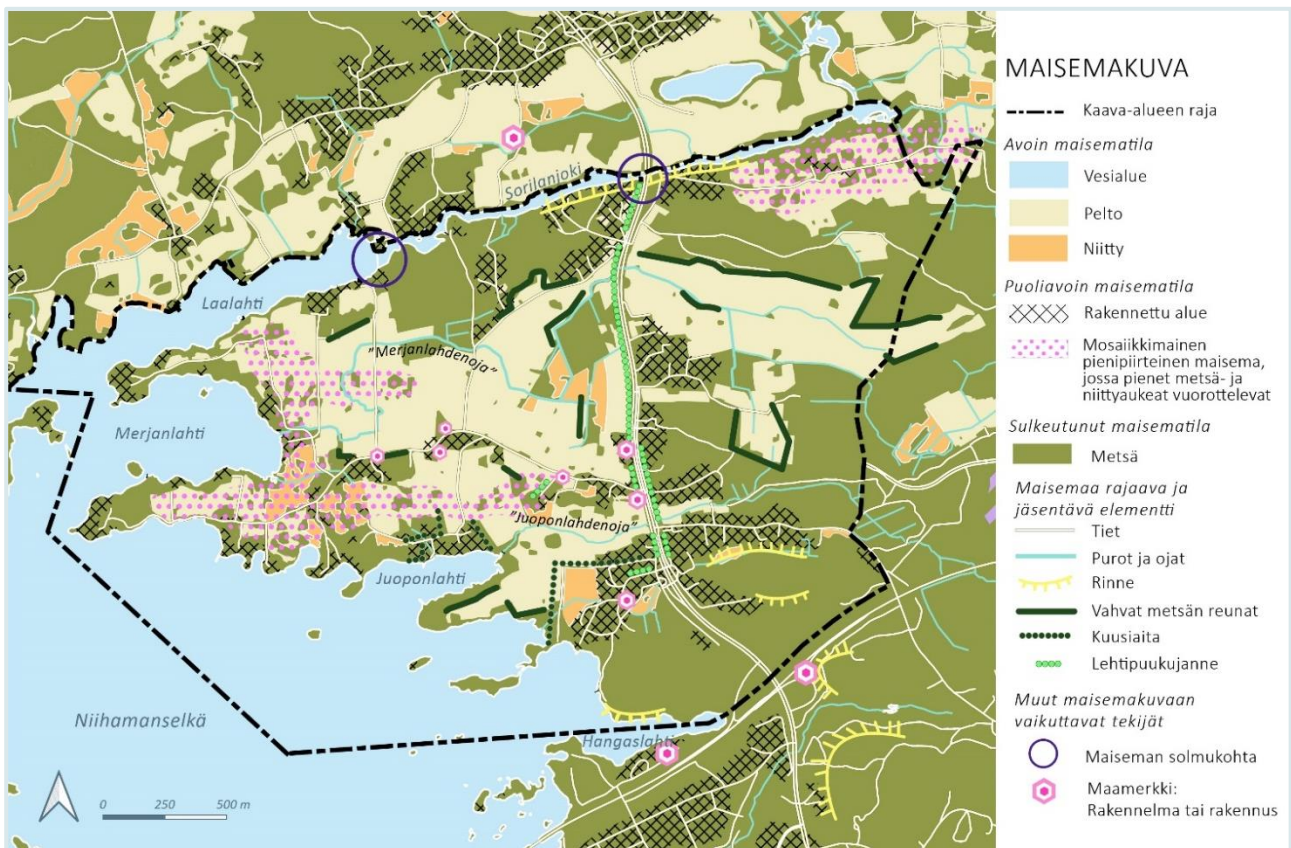 Sorilanjoki
Laalahti
"Merjanlahdenoja"
Merjanlahti
"Juoponlahdenoja"
Juoponlahti
Niihamanselkä
Hangaslahti
0 250 500 m
MAISEMAKUVA
Kaava-alueen raja
Avoin maisematila
Vesialue
Pelto
Niitty
Puoliavoin maisematila
Rakennettu alue
Mosaiikkimainen
pienipiirteinen maisema,
jossa pienet metsä- ja
niittyaukeat vuorottelevat
Sulkeutunut maisematila
Metsä
Maisemaa rajaava ja
jäsentävä elementti
Tiet
Purot ja ojat
Rinne
Vahvat metsän reunat
Kuusiaita
Lehtipuukujanne
Muut maisemakuvaan
vaikuttavat tekijät
Maiseman solmukohta
Maamerkki:
Rakennelma tai rakennus